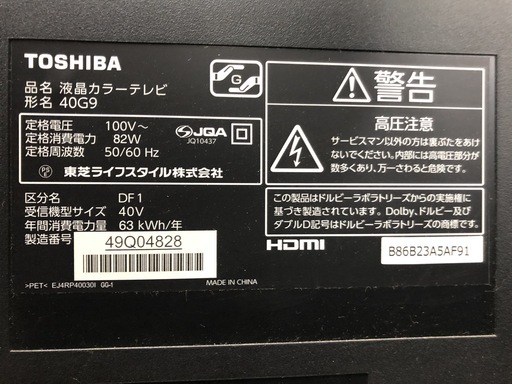 TOSHIBA
品名 液晶カラーテレビ
形名 40G9
G
定格電圧 100V～
定格消費電力 82W
定格周波数 50/60 Hz
JQA
JQ10437
PS
E
東芝ライフスタイル株式会社
区分名 DF1
受信機型サイズ 40V
年間消費電力量 63 kWh/年
製造番号 49Q04828
>PET< EJ4RP40030I GG-1
警告
高圧注意
サービスマン以外の方は裏ぶたをあけ
ないでください。内部には高電圧部分が
数多くあり、万一さわると危険です。
この製品はドルビーラボラトリーズからの実施権に
基づき製造されています。Dolby、ドルビー及び
ダブルD記号はドルビーラボラトリーズの商標です。
HDMI
B86B23A5AF91